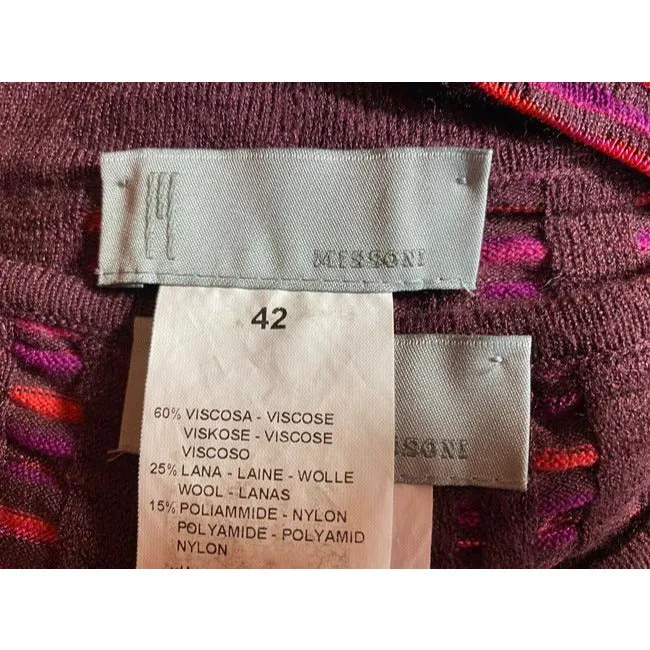 M
MISSONI
42
60% VISCOSA - VISCOSE
VISKOSE - VISCOSE
VISCOSO
25% LANA - LAINE - WOLLE
WOOL - LANAS
15% POLIAMMIDE - NYLON
POLYAMIDE - POLYAMID
NYLON
SSONI